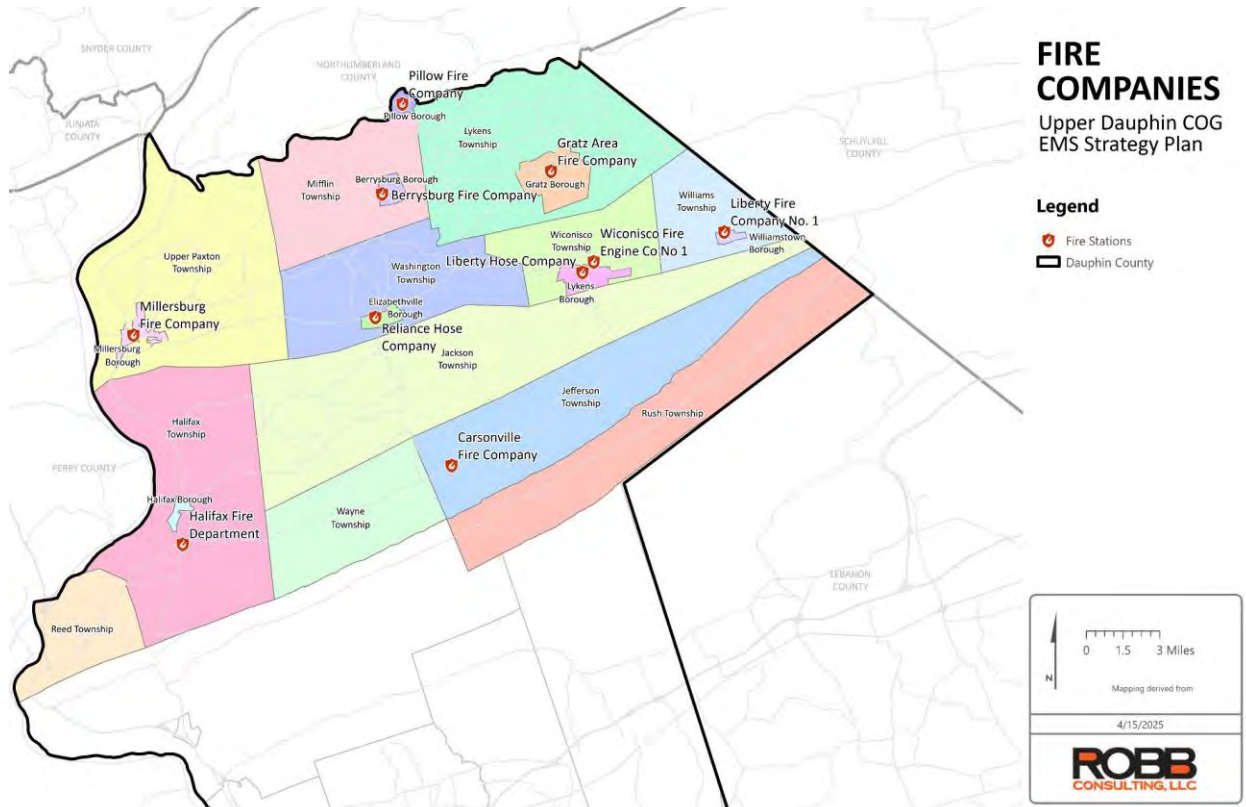 FIRE
COMPANIES
Upper Dauphin COG
EMS Strategy Plan
Legend
Fire Stations
Dauphin County
SNYDER COUNTY
NORTHUMBERLAND
COUNTY
JUNIATA
COUNTY
SCHUYLKILL
COUNTY
PERRY COUNTY
LEBANON
COUNTY
Pillow Fire
Company
Pillow Borough
Lykens
Township
Gratz Area
Fire Company
Gratz Borough
Mifflin
Township
Berrysburg Borough
Berrysburg Fire Company
Williams
Township
Liberty Fire
Company No. 1
Williamstown
Borough
Wiconisco
Township
Wiconisco Fire
Engine Co No 1
Upper Paxton
Township
Washington
Township
Liberty Hose Company
Lykens
Borough
Elizabethville
Borough
Reliance Hose
Company
Millersburg
Fire Company
Millersburg
Borough
Jackson
Township
Jefferson
Township
Rush Township
Halifax
Township
Carsonville
Fire Company
Halifax Borough
Halifax Fire
Department
Wayne
Township
Reed Township
N
0 1.5 3 Miles
Mapping derived from
4/15/2025
ROBB
CONSULTING, LLC